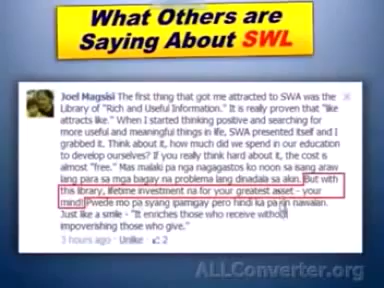 What Others are
Saying About SWL
Joel Magsisi The first thing that got me attracted to SWA was the
Library of "Rich and Useful Information." It is really proven that "like
attracts like." When I started thinking positive and searching for
more useful and meaningful things in life, SWA presented itself and I
grabbed it. Think about it, how much did we spend in our education
to develop ourselves? If you really think hard about it, the cost is
almost "free." Mas malaki pa nga nagagastos ko noon sa isang araw
lang para sa mga bagay na problema lang dinadala sa akin. But with
this library, lifetime investment na for your greatest asset - your
mind! Pwede mo pa syang ipamigay pero hindi ka pa rin nawalan.
Just like a smile - "It enriches those who receive without
impoverishing those who give."
3 hours ago · Unlike · 2
ALLConverter.org